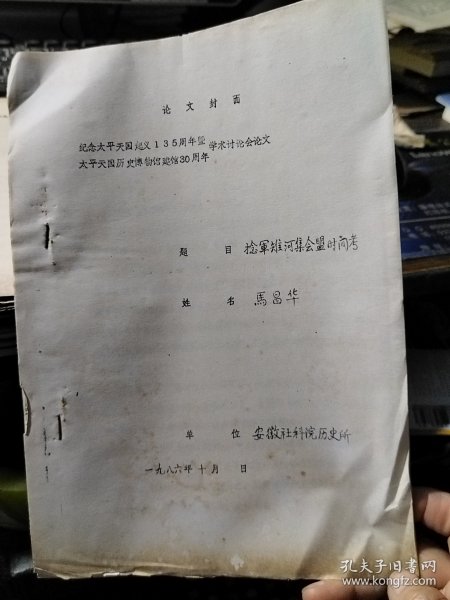 论文封面
纪念太平天国起义135周年暨 学术讨论会论文
太平天国历史博物馆建馆30周年
题 目 捻軍雉河集会盟时间考
姓 名 馬昌华
单 位 安徽社科院历史所
一九八六年十月 日
孔夫子旧书网
www.kongfz.com